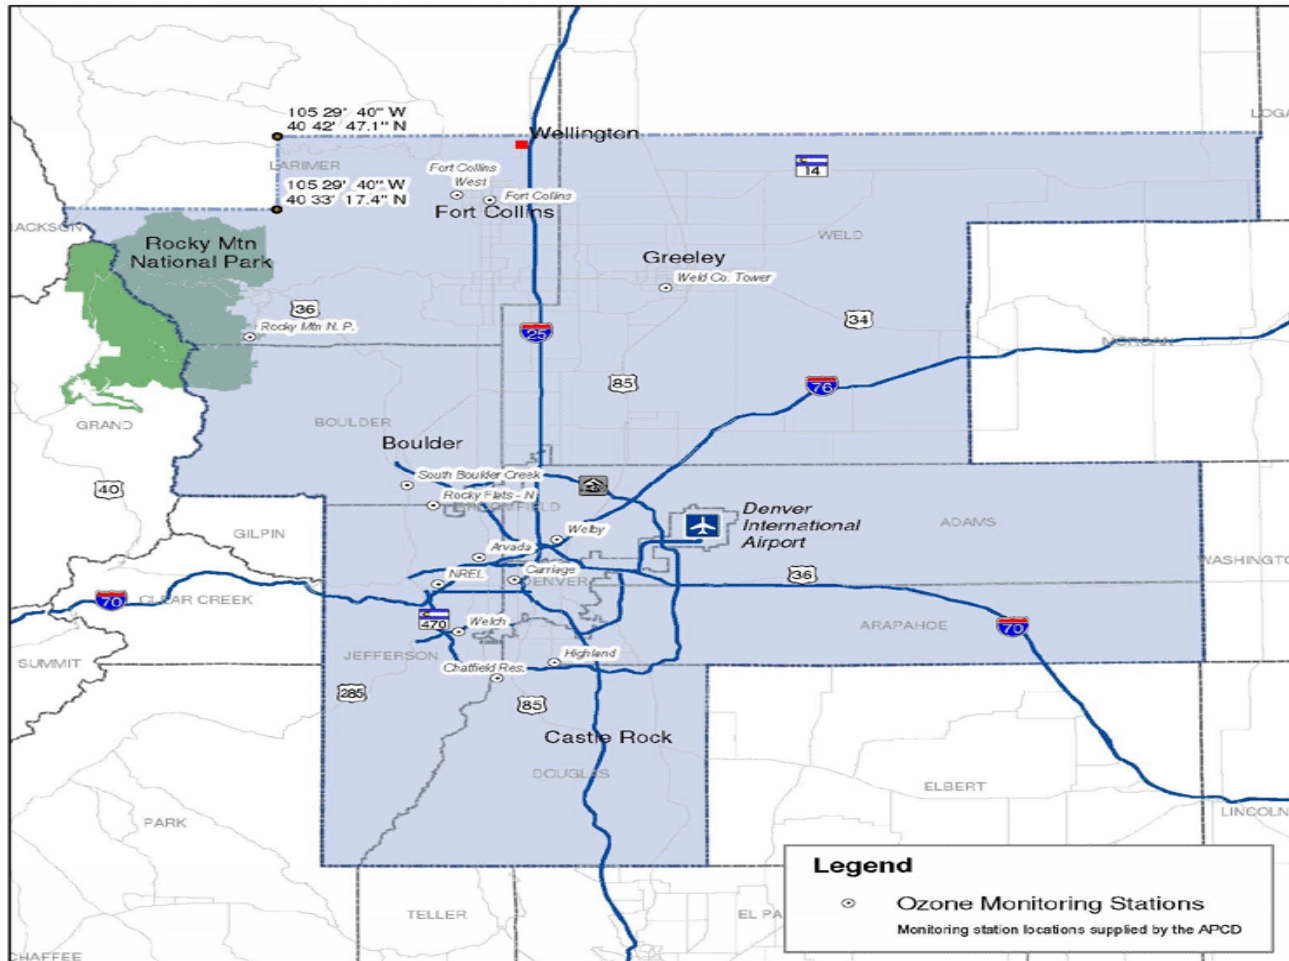 105 29' 40" W
40 42' 47.1" N
Wellington
LOGA
LARIMER
14
Fort Collins
West
Fort Collins
105 29' 40" W
40 33' 17.4" N
Fort Collins
JACKSON
WELD
Rocky Mtn
National Park
Greeley
Weld Co. Tower
36
34
Rocky Mtn N. P.
25
MORGAN
85
76
GRAND
BOULDER
Boulder
South Boulder Creek
40
Rocky Flats - N
Denver
International
Airport
ADAMS
GILPIN
Welby
Arvada
WASHINGTO
NREL
Carriage
DENVER
36
70
CLEAR CREEK
470
Welch
ARAPAHOE
70
SUMMIT
JEFFERSON
Highland
Chatfield Res.
285
85
Castle Rock
DOUGLAS
ELBERT
LINCOLN
PARK
Legend
Ozone Monitoring Stations
Monitoring station locations supplied by the APCD
TELLER
EL PA
CHAFFEE